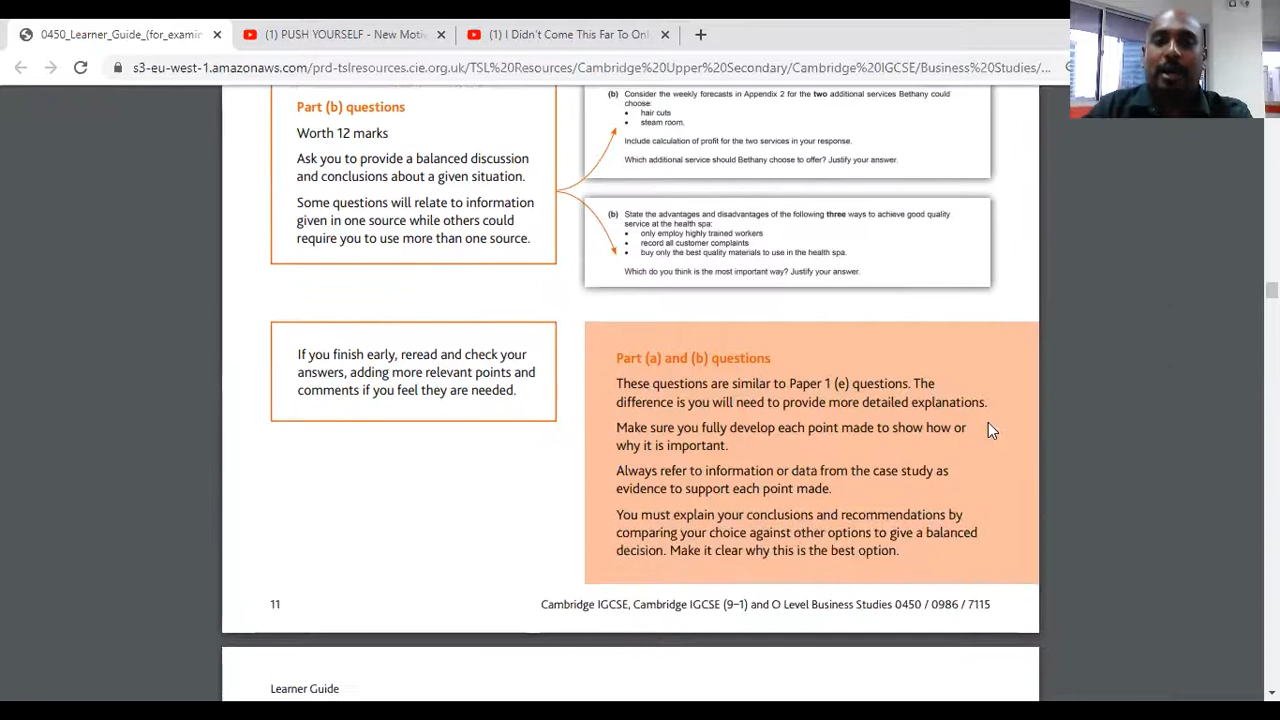 0450_Learner_Guide_(for_examin
(1) PUSH YOURSELF - New Moti
(1) I Didn't Come This Far To Onl
s3-eu-west-1.amazonaws.com/prd-tslresources.cie.org.uk/TSL%20Resources/Cambridge%20Upper%20Secondary/Cambridge%20IGCSE/Business%20Studies/...
Part (b) questions
Worth 12 marks
Ask you to provide a balanced discussion
and conclusions about a given situation.
Some questions will relate to information
given in one source while others could
require you to use more than one source.
(b) Consider the weekly forecasts in Appendix 2 for the two additional services Bethany could
choose:
• hair cuts
• steam room.
Include calculation of profit for the two services in your response.
Which additional service should Bethany choose to offer? Justify your answer.
(b) State the advantages and disadvantages of the following three ways to achieve good quality
service at the health spa:
• only employ highly trained workers
• record all customer complaints
• buy only the best quality materials to use in the health spa.
Which do you think is the most important way? Justify your answer.
If you finish early, reread and check your
answers, adding more relevant points and
comments if you feel they are needed.
Part (a) and (b) questions
These questions are similar to Paper 1 (e) questions. The
difference is you will need to provide more detailed explanations.
Make sure you fully develop each point made to show how or
why it is important.
Always refer to information or data from the case study as
evidence to support each point made.
You must explain your conclusions and recommendations by
comparing your choice against other options to give a balanced
decision. Make it clear why this is the best option.
11
Cambridge IGCSE, Cambridge IGCSE (9–1) and O Level Business Studies 0450 / 0986 / 7115
Learner Guide